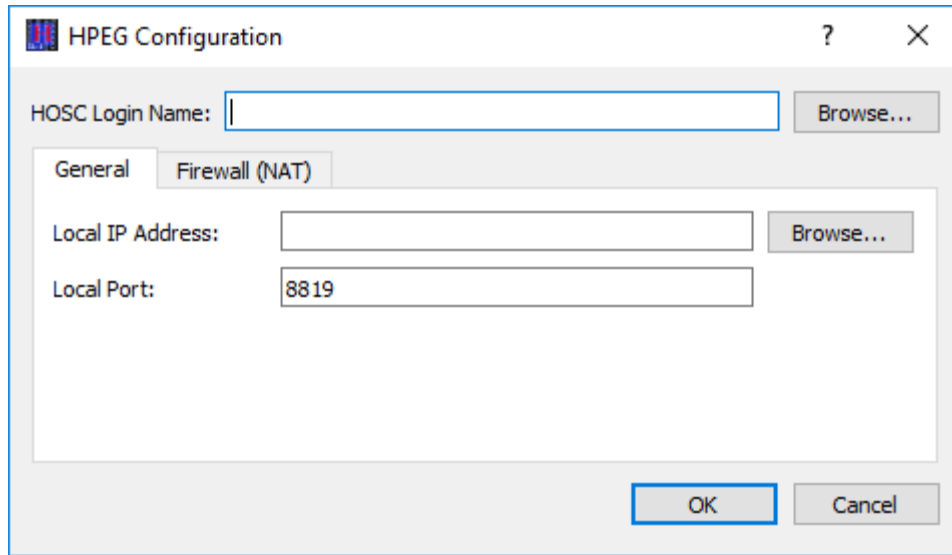 HPEG Configuration
HOSC Login Name: Browse...
General Firewall (NAT)
Local IP Address: Browse...
Local Port: 8819
OK Cancel